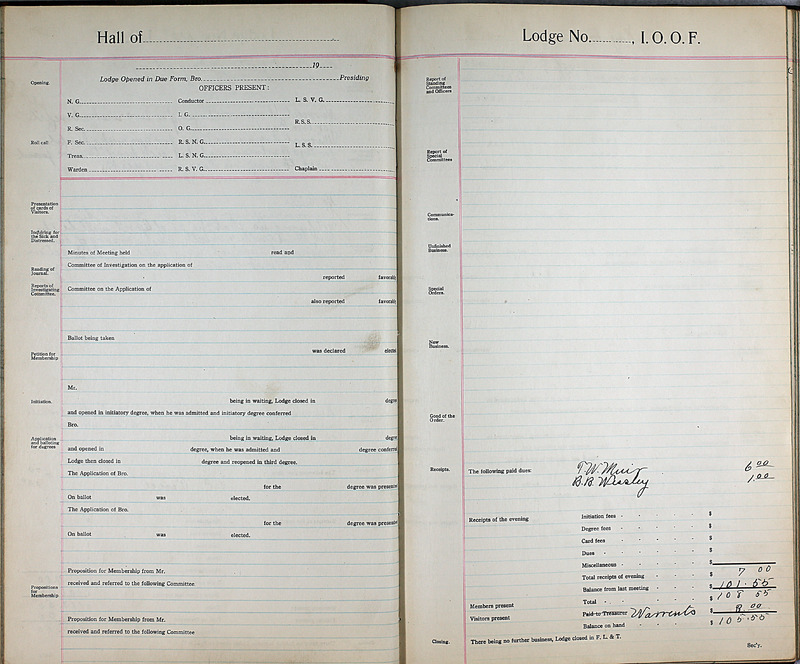 Hall of
19
Opening.
Lodge Opened in Due Form, Bro. Presiding
OFFICERS PRESENT:
N. G. Conductor L. S. V. G.
V. G. I. G.
R.S.S.
R. Sec. O. G.
Roll call
F. Sec. R. S. N. G.
L. S. S.
Treas. L. S. N. G.
Warden R. S. V. G. Chaplain
Presentation
of cards of
Visitors.
Inquiring for
the Sick and
Distressed.
Minutes of Meeting held read and
Reading of
Journal.
Committee of Investigation on the application of
reported favorab
Reports of
Investigating
Committee.
Committee on the Application of
also reported favorab
Ballot being taken
Petition for
Membership
was declared elected
Mr.
Initiation.
being in waiting, Lodge closed in degre
and opened in initiatory degree, when he was admitted and initiatory degree conferred
Bro.
Application
and balloting
for degrees
being in waiting, Lodge closed in degre
and opened in degree, when he was admitted and degree conferre
Lodge then closed in degree and reopened in third degree.
The Application of Bro.
for the degree was presente
On ballot was elected.
The Application of Bro.
for the degree was presente
On ballot was elected.
Proposition for Membership from Mr.
Propositions
for
Membership
received and referred to the following Committee
Proposition for Membership from Mr.
received and referred to the following Committee
Lodge No. , I. O. O. F.
Report of
Standing
Committees
and Officers
Report of
Special
Committees
Communica-
tions.
Unfinished
Business.
Special
Orders.
New
Business.
Good of the
Order.
Receipts.
The following paid dues: T. W. Muir 6 00
B. B. Wessley 1.00
Receipts of the evening
Initiation fees $
Degree fees $
Card fees $
Dues $
Miscellaneous $
Total receipts of evening $ 7 00
Balance from last meeting $ 101.55
Members present
Total $ 108 55
Visitors present
Paid to Treasurer Warrents $
Balance on hand $ 105.55
Closing.
There being no further business, Lodge closed in F. L. & T.
Sec'y.